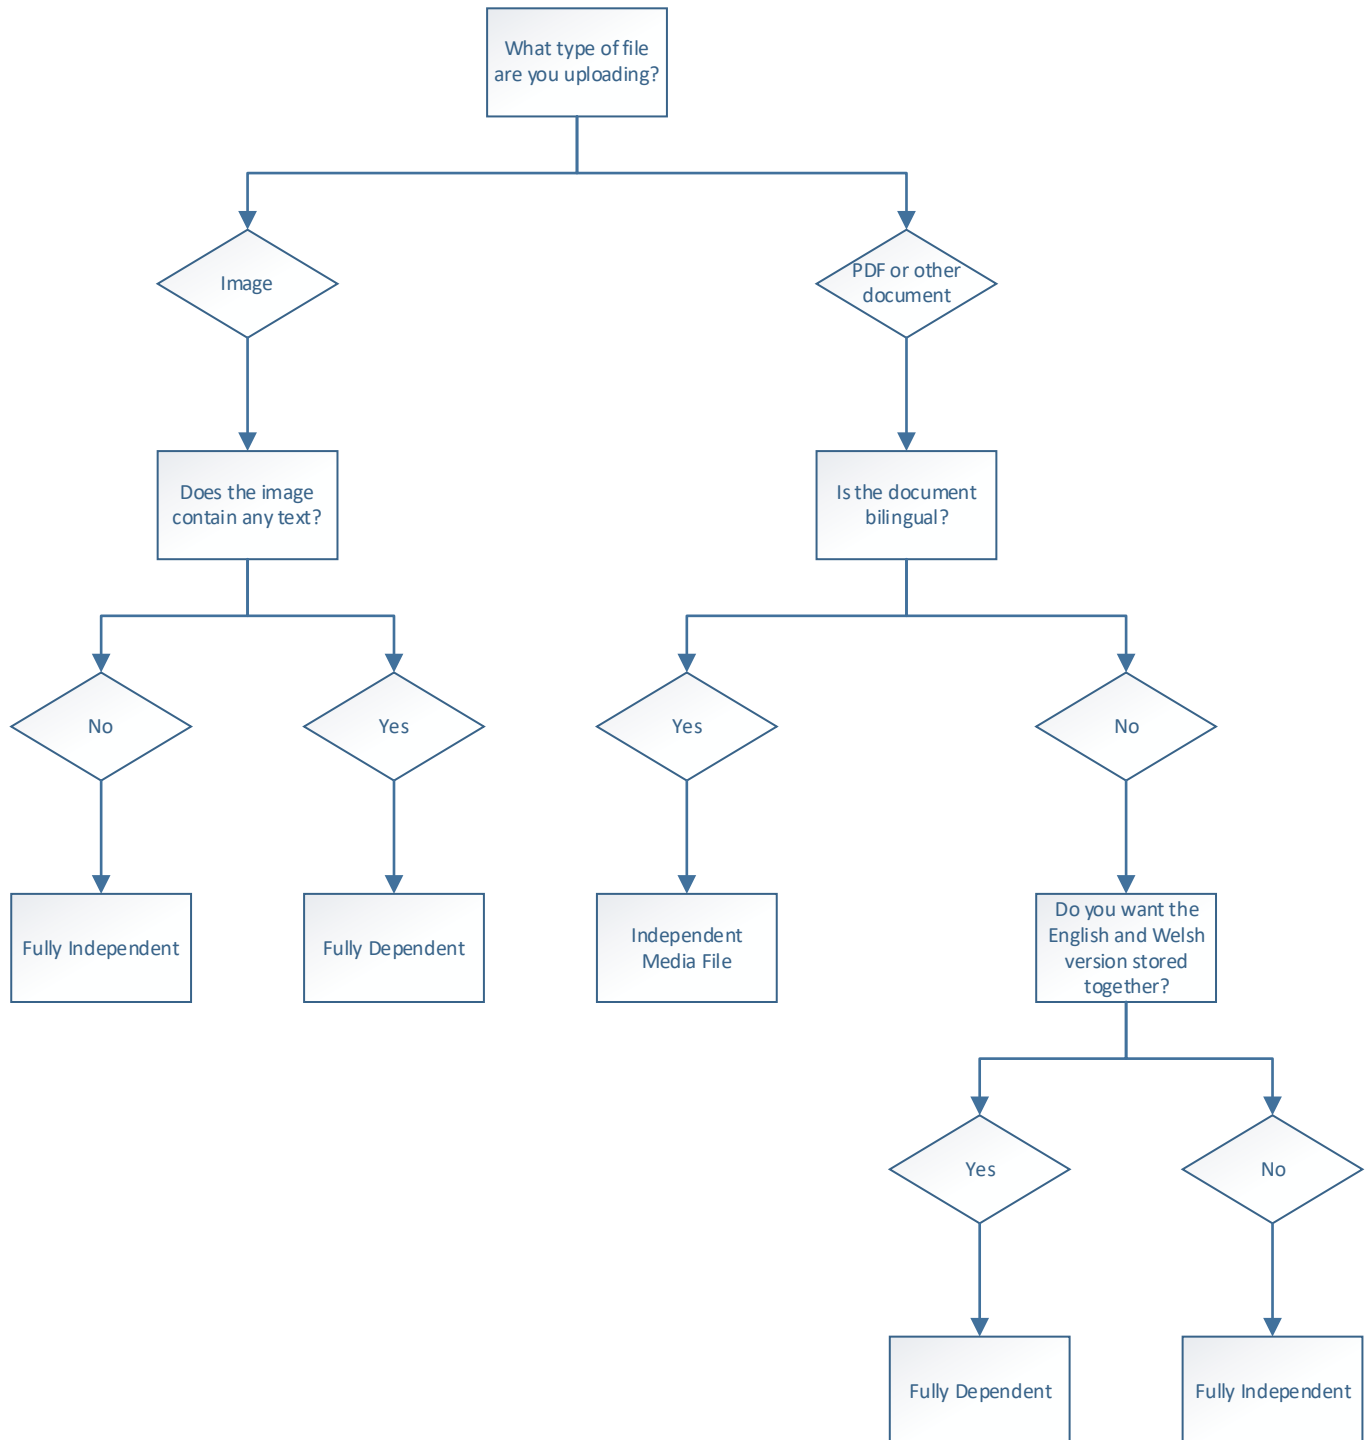 What type of file
are you uploading?
Image
PDF or other
document
Does the image
contain any text?
Is the document
bilingual?
No
Yes
Yes
No
Fully Independent
Fully Dependent
Independent
Media File
Do you want the
English and Welsh
version stored
together?
Yes
No
Fully Dependent
Fully Independent